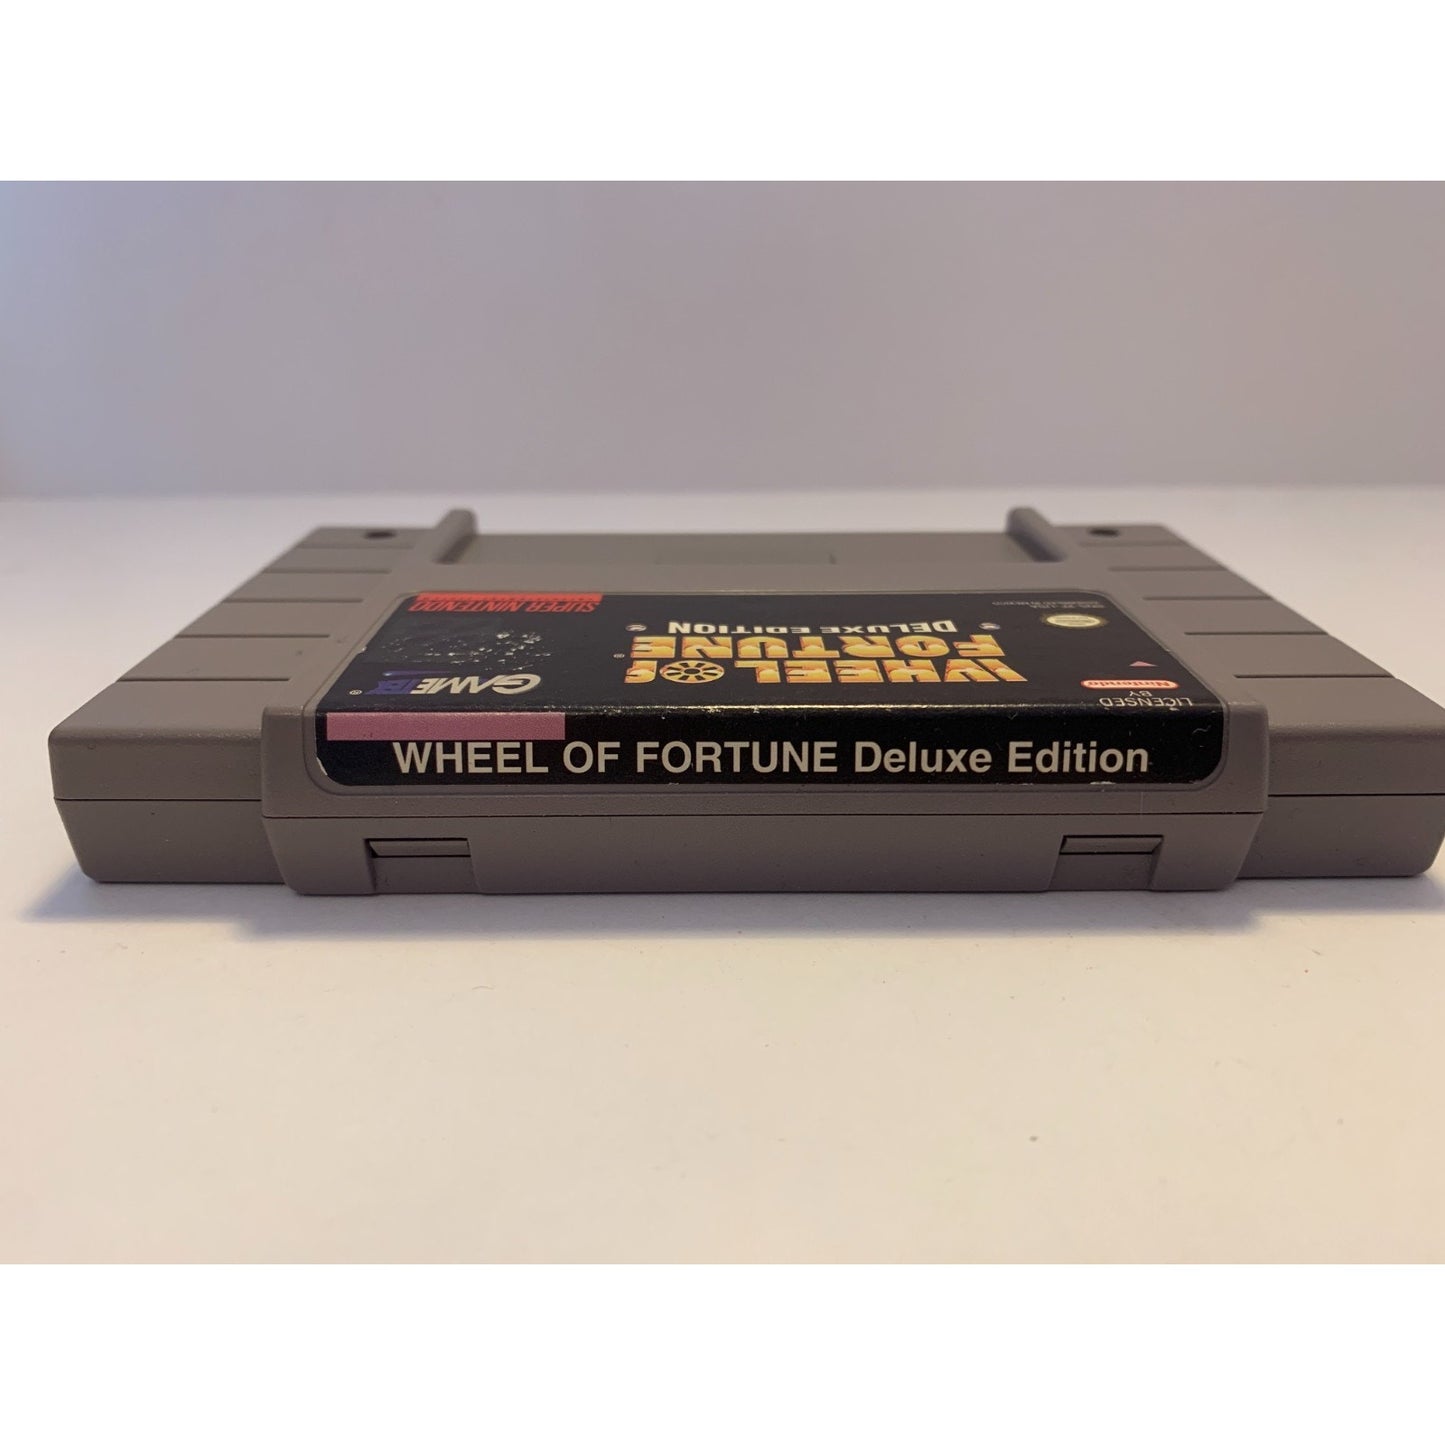 WHEEL OF FORTUNE Deluxe Edition
LICENSED
BY
Nintendo®
GAMETEK®
WHEEL OF
FORTUNE®
DELUXE EDITION
SUPER NINTENDO